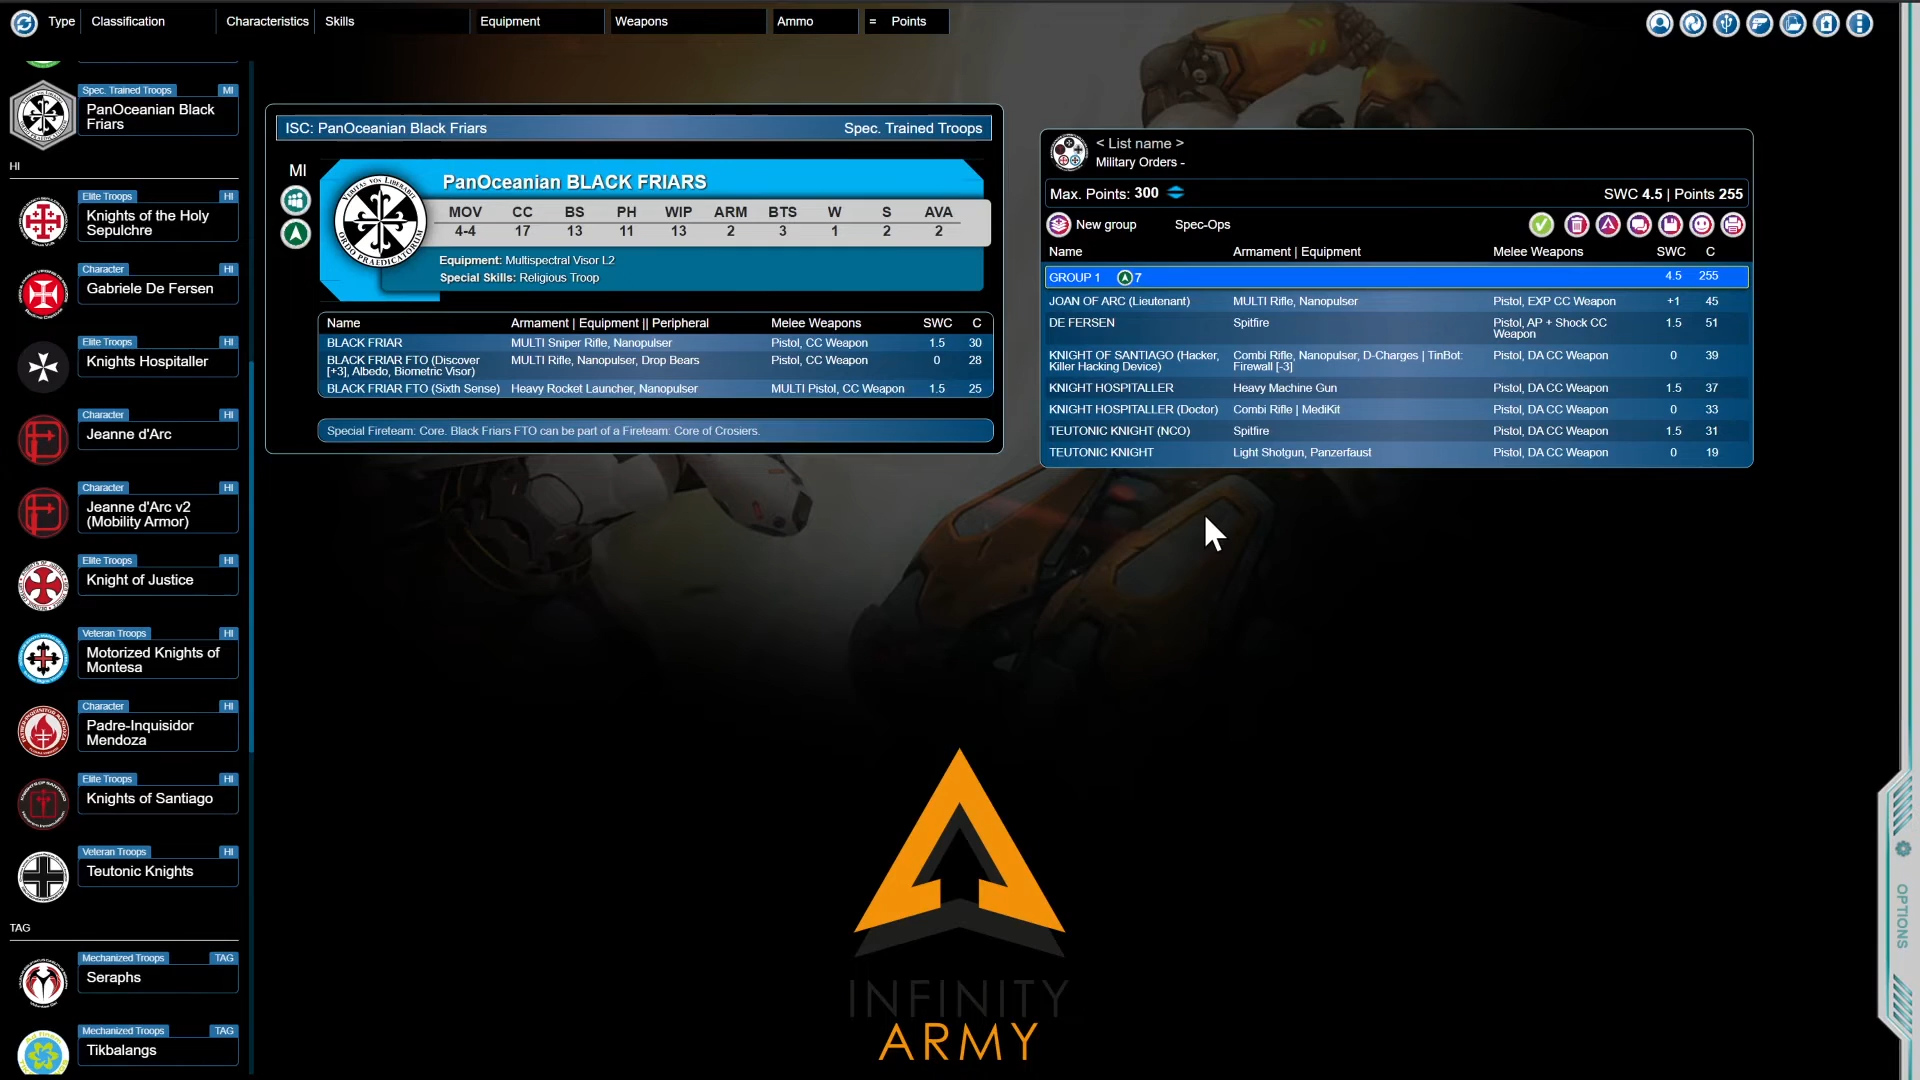 Type Classification Characteristics Skills Equipment Weapons Ammo = Points
Spec. Trained Troops MI
PanOceanian Black
Friars
HI
Elite Troops HI
Knights of the Holy
Sepulchre
Character HI
Gabriele De Fersen
Elite Troops HI
Knights Hospitaller
Character HI
Jeanne d'Arc
Character HI
Jeanne d'Arc v2
(Mobility Armor)
Elite Troops HI
Knight of Justice
Veteran Troops HI
Motorized Knights of
Montesa
Character HI
Padre-Inquisidor
Mendoza
Elite Troops HI
Knights of Santiago
Veteran Troops HI
Teutonic Knights
TAG
Mechanized Troops TAG
Seraphs
Mechanized Troops TAG
Tikbalangs
ISC: PanOceanian Black Friars Spec. Trained Troops
MI
VERITAS VOS LIBERABIT
ORDO PRAEDICATORUM
PanOceanian BLACK FRIARS
MOV CC BS PH WIP ARM BTS W S AVA
4-4 17 13 11 13 2 3 1 2 2
Equipment: Multispectral Visor L2
Special Skills: Religious Troop
Name Armament | Equipment || Peripheral Melee Weapons SWC C
BLACK FRIAR MULTI Sniper Rifle, Nanopulser Pistol, CC Weapon 1.5 30
BLACK FRIAR FTO (Discover MULTI Rifle, Nanopulser, Drop Bears Pistol, CC Weapon 0 28
[+3], Albedo, Biometric Visor)
BLACK FRIAR FTO (Sixth Sense) Heavy Rocket Launcher, Nanopulser MULTI Pistol, CC Weapon 1.5 25
Special Fireteam: Core. Black Friars FTO can be part of a Fireteam: Core of Crosiers.
< List name >
Military Orders -
Max. Points: 300 SWC 4.5 | Points 255
New group Spec-Ops
Name Armament | Equipment Melee Weapons SWC C
GROUP 1 7 4.5 255
JOAN OF ARC (Lieutenant) MULTI Rifle, Nanopulser Pistol, EXP CC Weapon +1 45
DE FERSEN Spitfire Pistol, AP + Shock CC 1.5 51
Weapon
KNIGHT OF SANTIAGO (Hacker, Combi Rifle, Nanopulser, D-Charges | TinBot: Pistol, DA CC Weapon 0 39
Killer Hacking Device) Firewall [-3]
KNIGHT HOSPITALLER Heavy Machine Gun Pistol, DA CC Weapon 1.5 37
KNIGHT HOSPITALLER (Doctor) Combi Rifle | MediKit Pistol, DA CC Weapon 0 33
TEUTONIC KNIGHT (NCO) Spitfire Pistol, DA CC Weapon 1.5 31
TEUTONIC KNIGHT Light Shotgun, Panzerfaust Pistol, DA CC Weapon 0 19
INFINITY
ARMY
OPTIONS